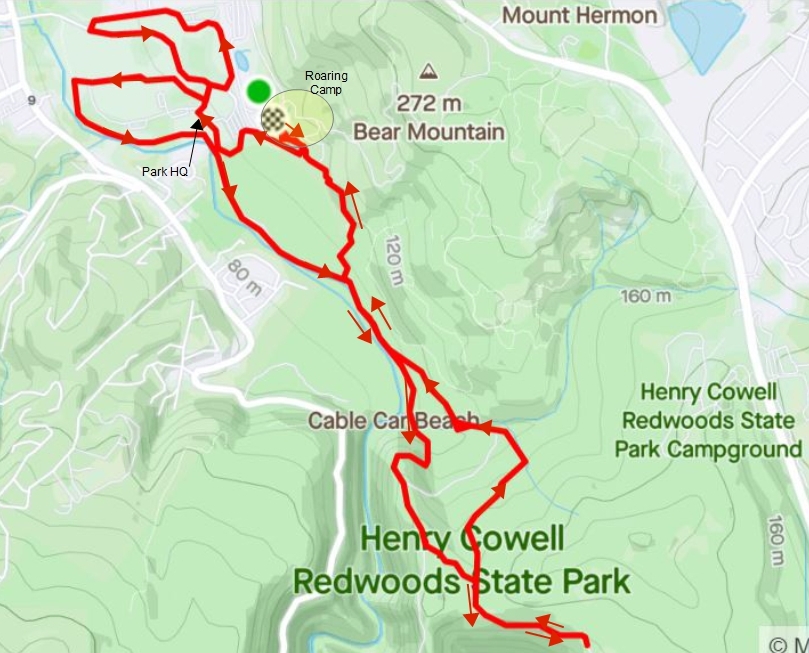 Mount Hermon
Roaring
Camp
9
272 m
Bear Mountain
Park HQ
120 m
80 m
160 m
Henry Cowell
Redwoods State
Park Campground
Cable Car Beach
160 m
Henry Cowell
Redwoods State Park
© M